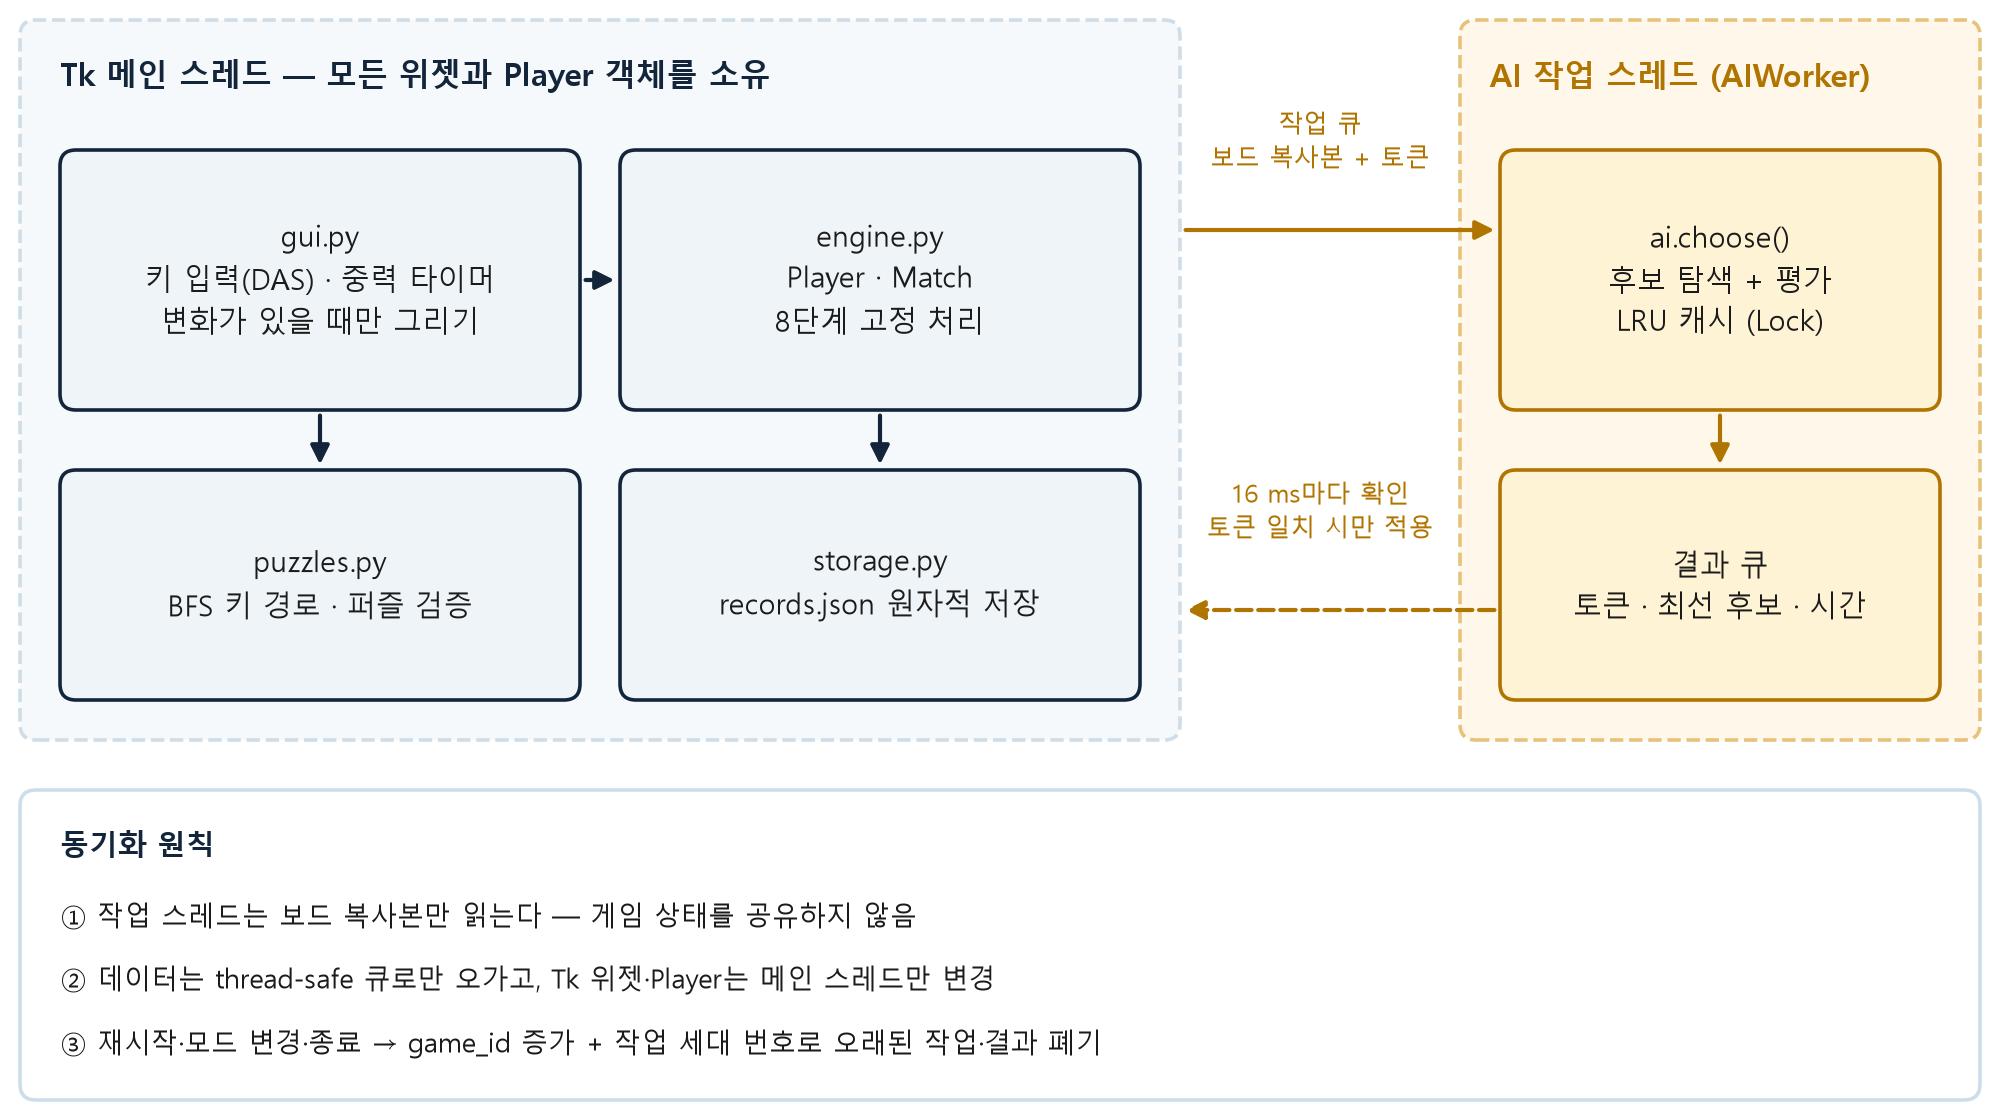 Tk 메인 스레드 — 모든 위젯과 Player 객체를 소유
AI 작업 스레드 (AIWorker)
작업 큐
보드 복사본 + 토큰
gui.py
키 입력(DAS) · 중력 타이머
변화가 있을 때만 그리기
engine.py
Player · Match
8단계 고정 처리
ai.choose()
후보 탐색 + 평가
LRU 캐시 (Lock)
16 ms마다 확인
토큰 일치 시만 적용
puzzles.py
BFS 키 경로 · 퍼즐 검증
storage.py
records.json 원자적 저장
결과 큐
토큰 · 최선 후보 · 시간
동기화 원칙
① 작업 스레드는 보드 복사본만 읽는다 — 게임 상태를 공유하지 않음
② 데이터는 thread-safe 큐로만 오가고, Tk 위젯·Player는 메인 스레드만 변경
③ 재시작·모드 변경·종료 → game_id 증가 + 작업 세대 번호로 오래된 작업·결과 폐기